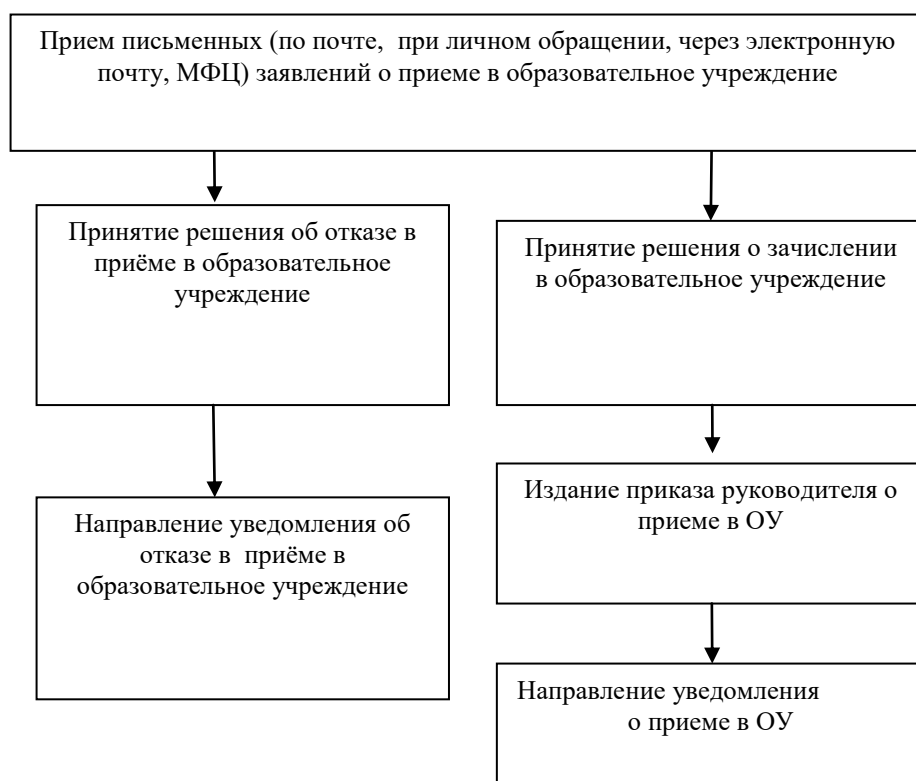 Прием письменных (по почте,  при личном обращении, через электронную
почту, МФЦ) заявлений о приеме в образовательное учреждение
Принятие решения об отказе в
приёме в образовательное
учреждение
Принятие решения о зачислении
в образовательное учреждение
Направление уведомления об
отказе в  приёме в
образовательное учреждение
Издание приказа руководителя о
приеме в ОУ
Направление уведомления
о приеме в ОУ